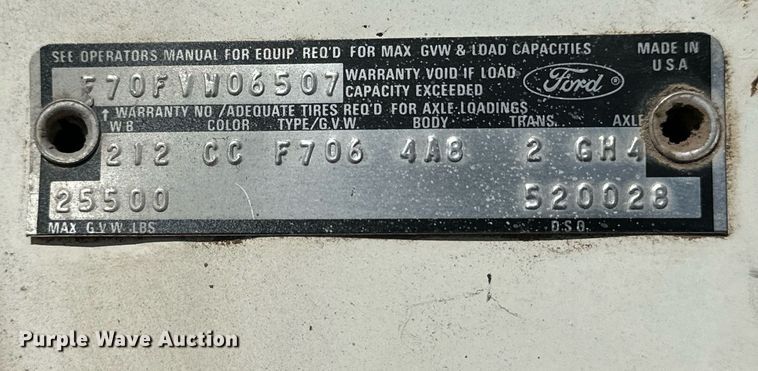 SEE OPERATORS MANUAL FOR EQUIP REQ'D FOR MAX GVW & LOAD CAPACITIES
MADE IN
U.S.A
F70FVW06507
WARRANTY VOID IF LOAD
CAPACITY EXCEEDED
Ford ®
↑ WARRANTY NO / ADEQUATE TIRES REQ'D FOR AXLE LOADINGS
W B COLOR TYPE/G.V.W. BODY TRANS. AXLE
212 CC F706 4A8 2 GH4
25500 520028
MAX G.V.W LBS D.S.O.
Purple Wave Auction